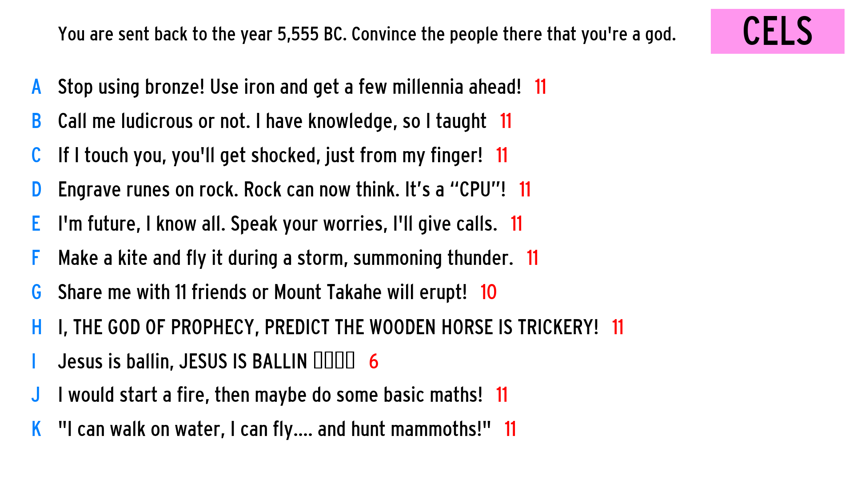 You are sent back to the year 5,555 BC. Convince the people there that you're a god.
CELS
A Stop using bronze! Use iron and get a few millennia ahead! 11
B Call me ludicrous or not. I have knowledge, so I taught 11
C If I touch you, you'll get shocked, just from my finger! 11
D Engrave runes on rock. Rock can now think. It’s a “CPU”! 11
E I'm future, I know all. Speak your worries, I'll give calls. 11
F Make a kite and fly it during a storm, summoning thunder. 11
G Share me with 11 friends or Mount Takahe will erupt! 10
H I, THE GOD OF PROPHECY, PREDICT THE WOODEN HORSE IS TRICKERY! 11
I Jesus is ballin, JESUS IS BALLIN ▯▯▯▯ 6
J I would start a fire, then maybe do some basic maths! 11
K "I can walk on water, I can fly.... and hunt mammoths!" 11